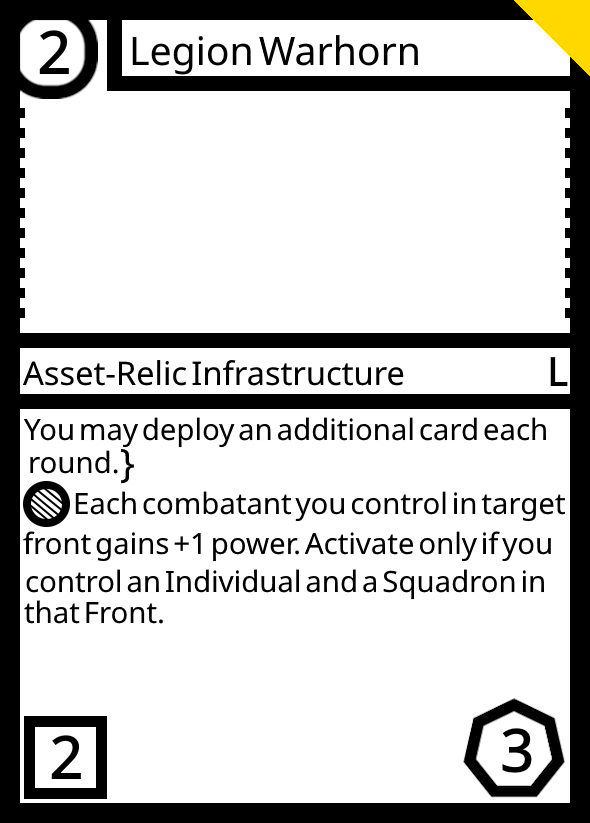 2
Legion Warhorn
Asset-Relic Infrastructure
L
You may deploy an additional card each
round.}
Each combatant you control in target
front gains +1 power. Activate only if you
control an Individual and a Squadron in
that Front.
2
3